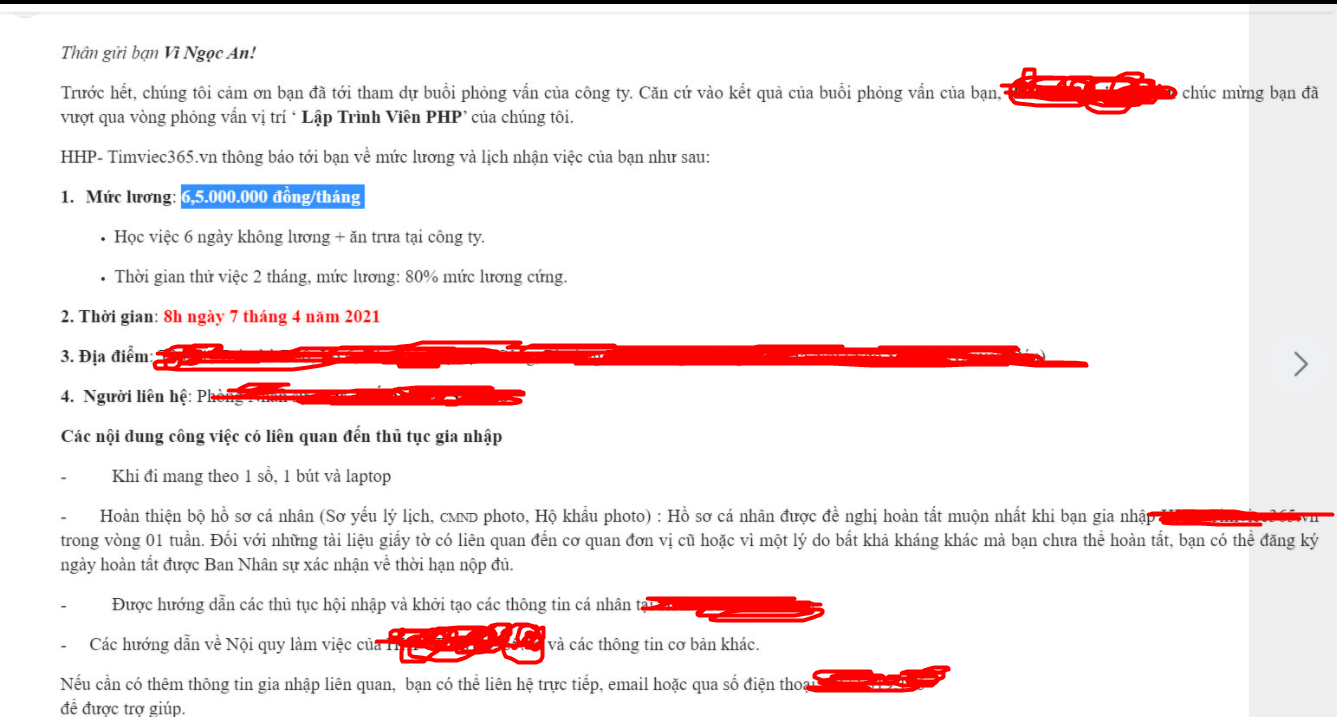 Thân gửi bạn Vi Ngọc An!
Trước hết, chúng tôi cảm ơn bạn đã tới tham dự buổi phỏng vấn của công ty. Căn cứ vào kết quả của buổi phỏng vấn của bạn, chúc mừng bạn đã
vượt qua vòng phỏng vấn vị trí ‘ Lập Trình Viên PHP’ của chúng tôi.
HHP- Timviec365.vn thông báo tới bạn về mức lương và lịch nhận việc của bạn như sau:
1. Mức lương: 6,5.000.000 đồng/tháng
• Học việc 6 ngày không lương + ăn trưa tại công ty.
• Thời gian thử việc 2 tháng, mức lương: 80% mức lương cứng.
2. Thời gian: 8h ngày 7 tháng 4 năm 2021
3. Địa điểm:
4. Người liên hệ: Phòng
Các nội dung công việc có liên quan đến thủ tục gia nhập
- Khi đi mang theo 1 sổ, 1 bút và laptop
- Hoàn thiện bộ hồ sơ cá nhân (Sơ yếu lý lịch, CMND photo, Hộ khẩu photo) : Hồ sơ cá nhân được đề nghị hoàn tất muộn nhất khi bạn gia nhập
trong vòng 01 tuần. Đối với những tài liệu giấy tờ có liên quan đến cơ quan đơn vị cũ hoặc vì một lý do bất khả kháng khác mà bạn chưa thể hoàn tất, bạn có thể đăng ký
ngày hoàn tất được Ban Nhân sự xác nhận về thời hạn nộp đủ.
- Được hướng dẫn các thủ tục hội nhập và khởi tạo các thông tin cá nhân tại
- Các hướng dẫn về Nội quy làm việc của và các thông tin cơ bản khác.
Nếu cần có thêm thông tin gia nhập liên quan, bạn có thể liên hệ trực tiếp, email hoặc qua số điện thoại
để được trợ giúp.